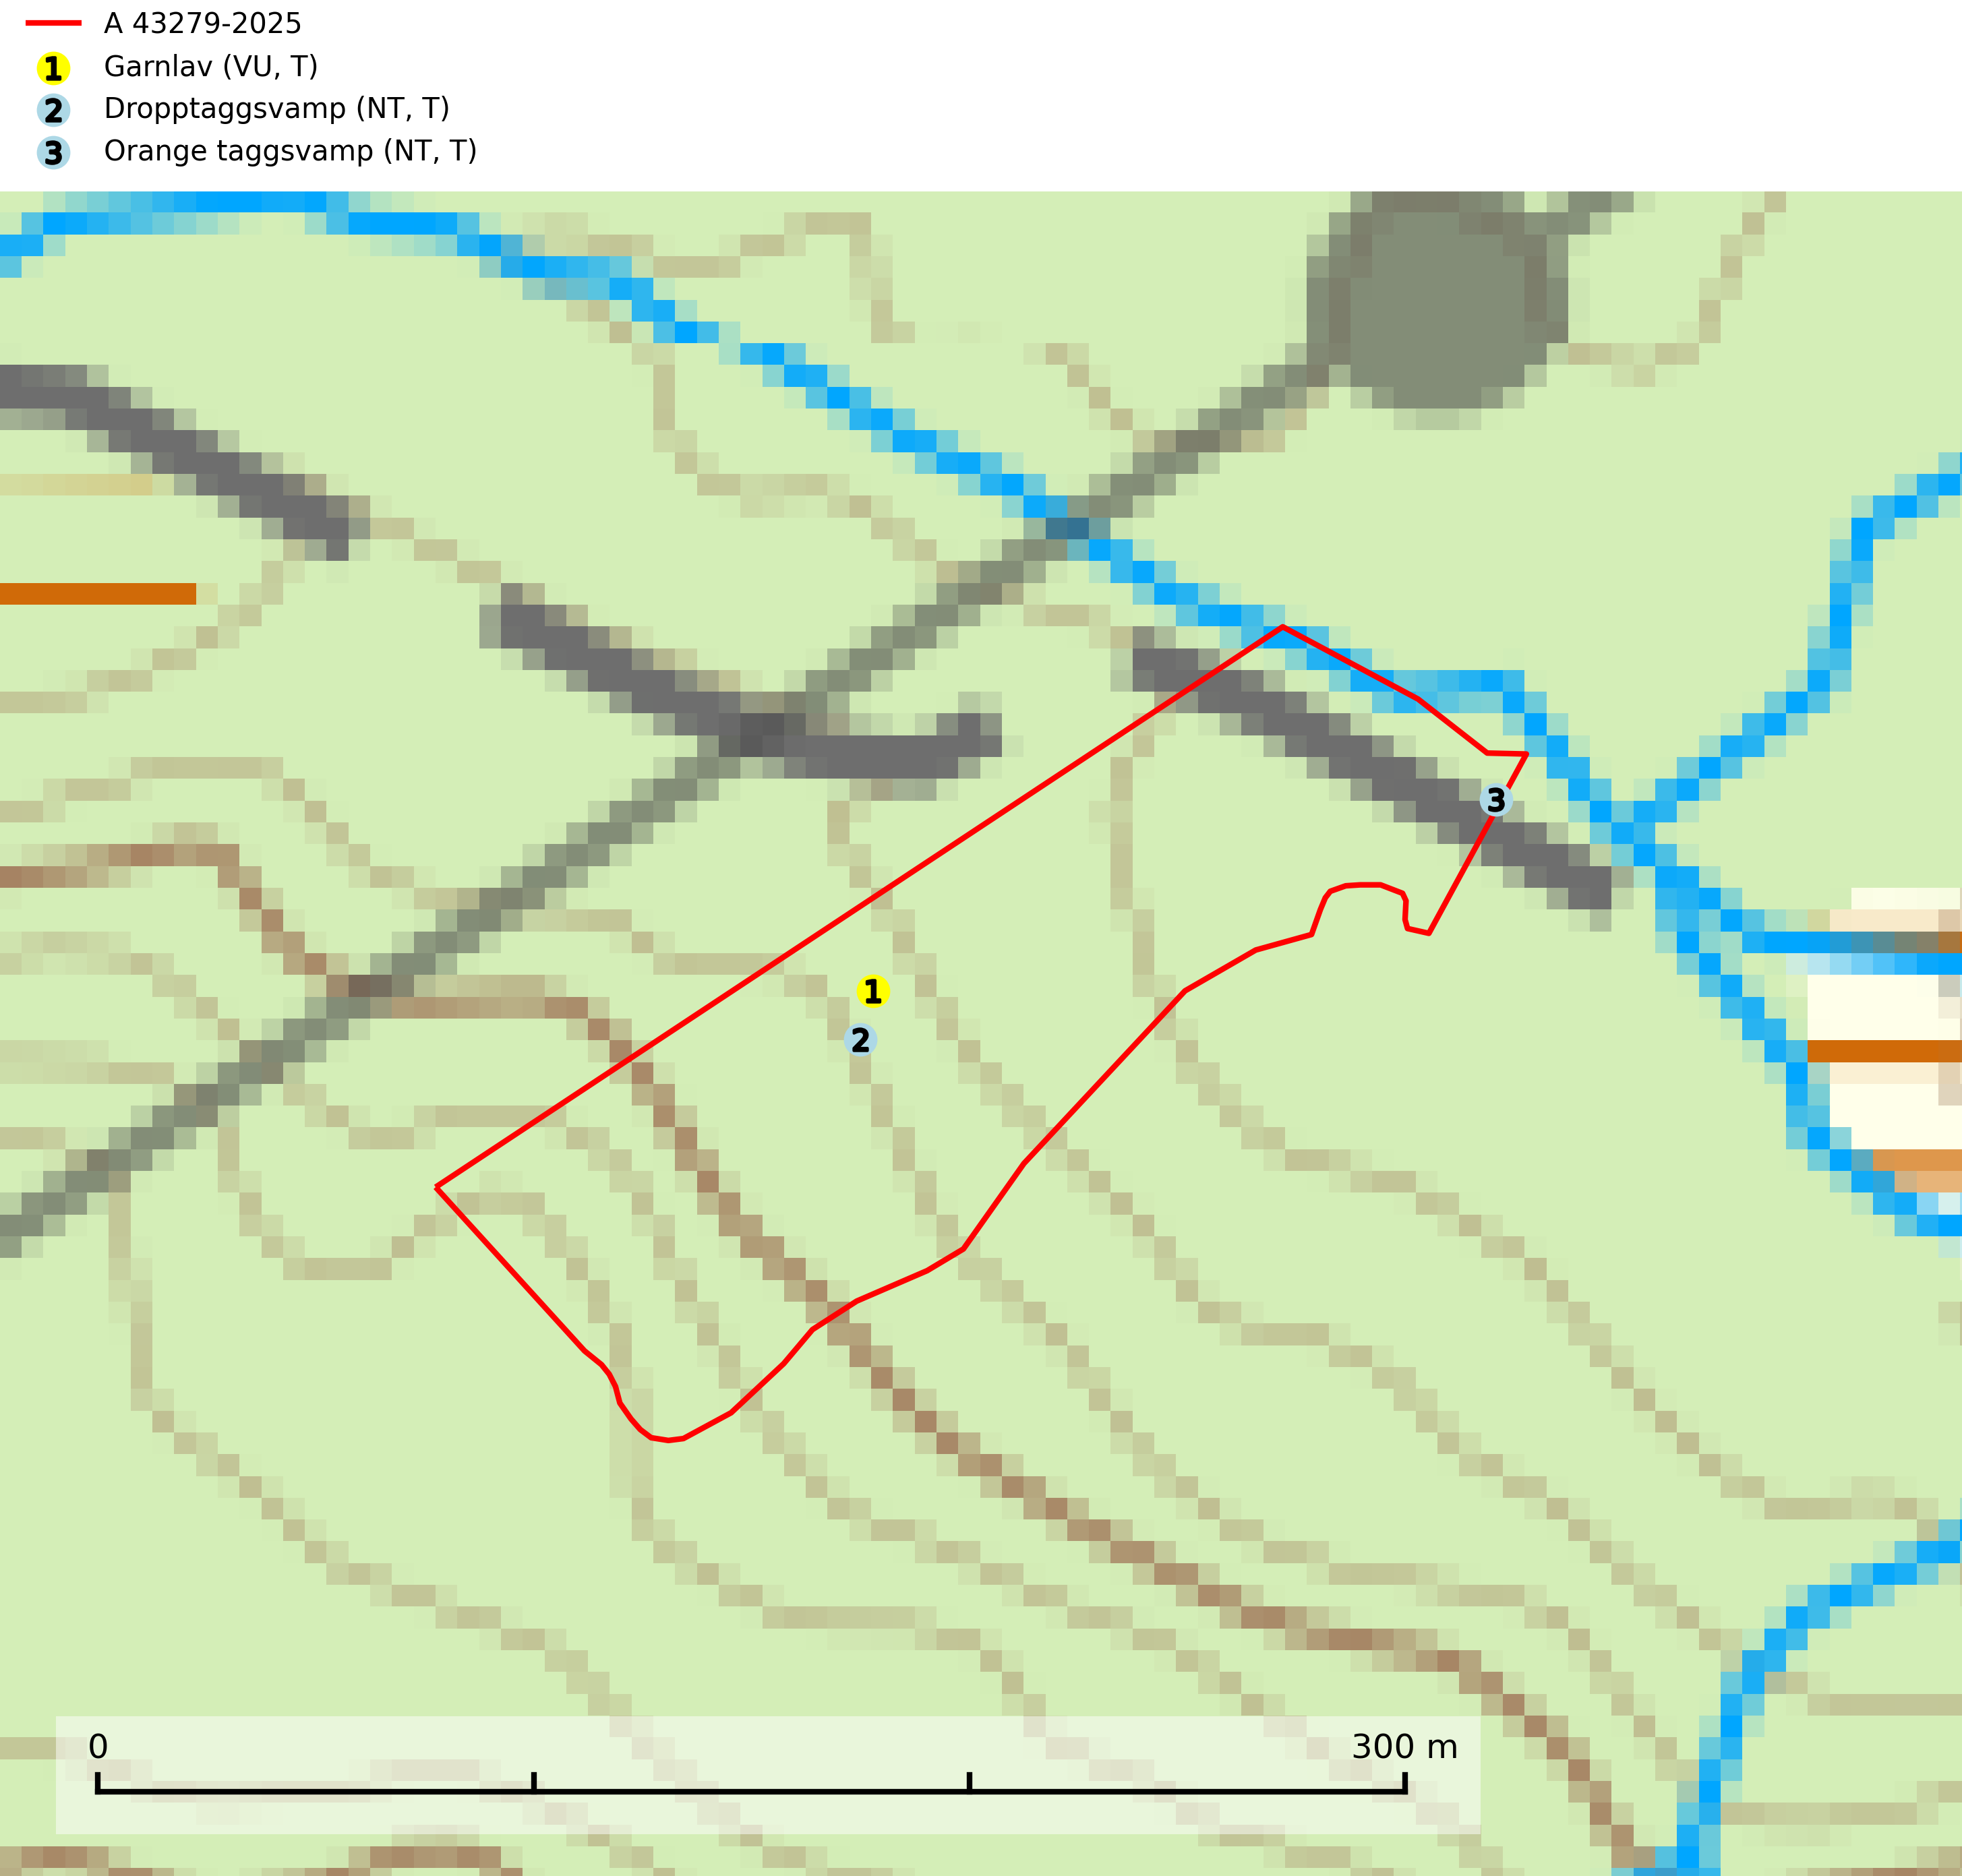 A 43279-2025
1 Garnlav (VU, T)
2 Dropptaggsvamp (NT, T)
3 Orange taggsvamp (NT, T)
3
1
2
0 300 m